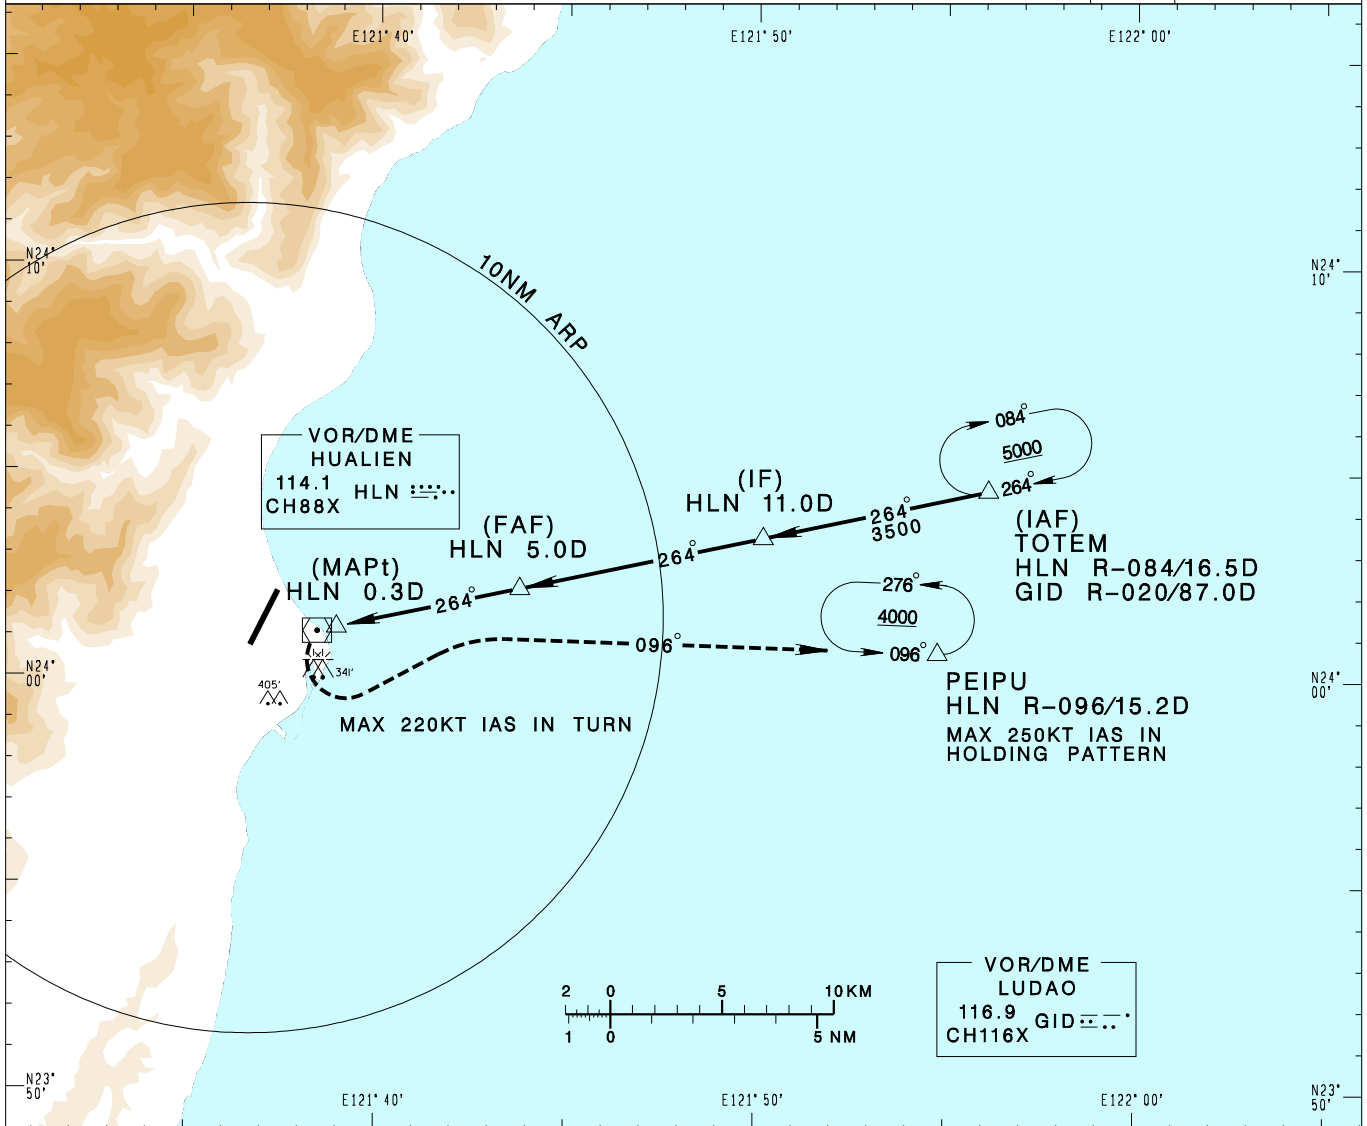 E121° 40'
E121° 50'
E122° 00'
N24°
10'
N24°
10'
10NM ARP
084°
5000
264°
VOR/DME
HUALIEN
114.1
CH88X
HLN
(IF)
HLN 11.0D
264°
3500
(IAF)
TOTEM
HLN R-084/16.5D
GID R-020/87.0D
(FAF)
HLN 5.0D
264°
(MAPt)
HLN 0.3D
264°
276°
4000
096°
096°
341'
405'
N24°
00'
N24°
00'
PEIPU
HLN R-096/15.2D
MAX 250KT IAS IN
HOLDING PATTERN
MAX 220KT IAS IN TURN
VOR/DME
LUDAO
116.9
CH116X
GID
2 0 5 10 KM
1 0 5 NM
N23°
50'
N23°
50'
E121° 40'
E121° 50'
E122° 00'